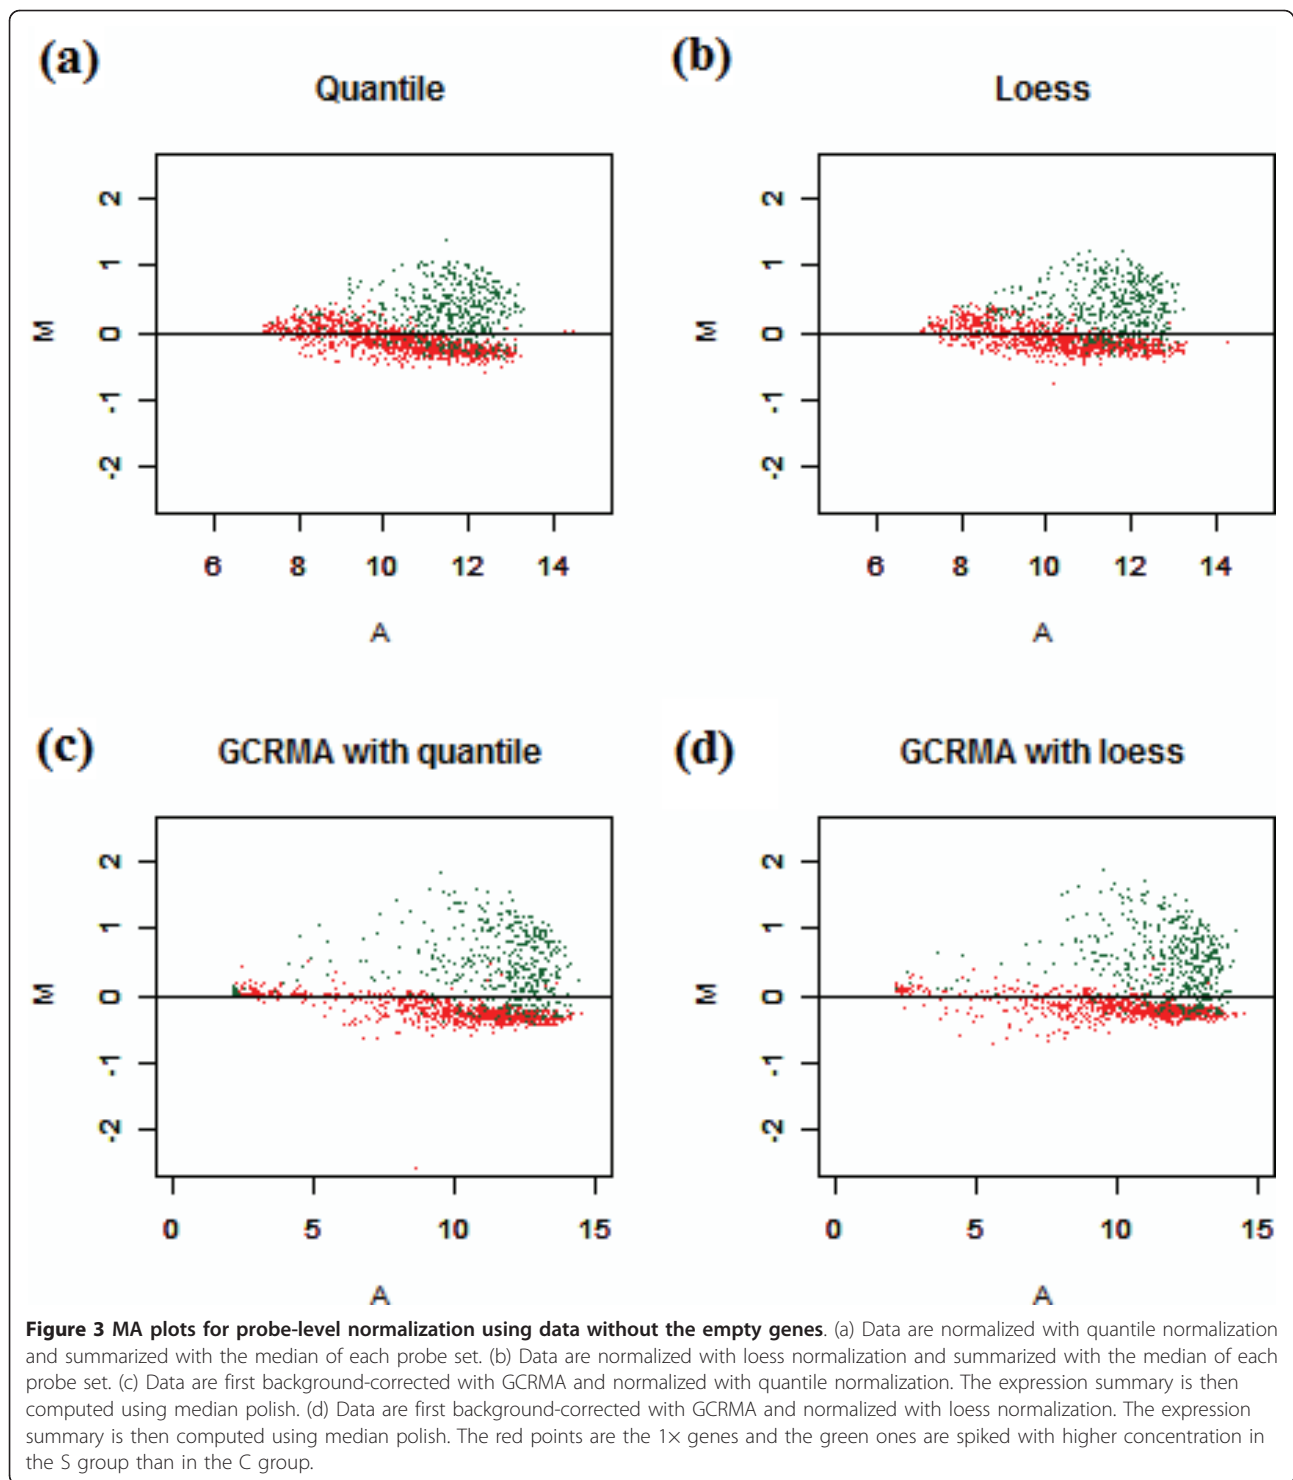 (a)
Quantile
2
1
0
-1
-2
M
6 8 10 12 14
A
(b)
Loess
2
1
0
-1
-2
M
6 8 10 12 14
A
(c)
GCRMA with quantile
2
1
0
-1
-2
M
0 5 10 15
A
(d)
GCRMA with loess
2
1
0
-1
-2
M
0 5 10 15
A
Figure 3 MA plots for probe-level normalization using data without the empty genes. (a) Data are normalized with quantile normalization
and summarized with the median of each probe set. (b) Data are normalized with loess normalization and summarized with the median of each
probe set. (c) Data are first background-corrected with GCRMA and normalized with quantile normalization. The expression summary is then
computed using median polish. (d) Data are first background-corrected with GCRMA and normalized with loess normalization. The expression
summary is then computed using median polish. The red points are the 1× genes and the green ones are spiked with higher concentration in
the S group than in the C group.